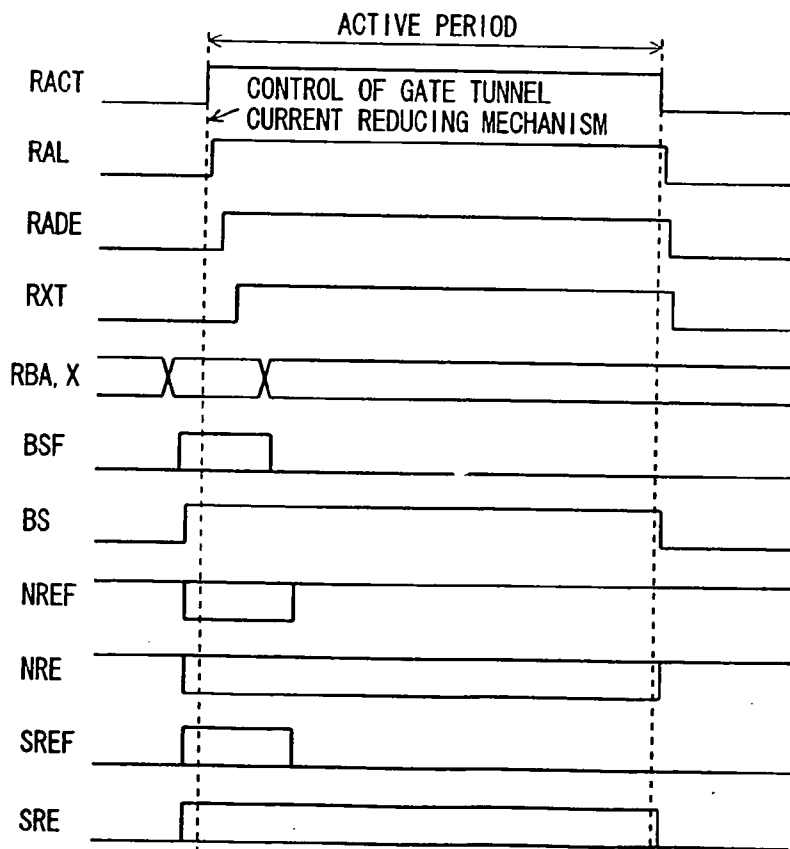 ACTIVE PERIOD
RACT
CONTROL OF GATE TUNNEL
CURRENT REDUCING MECHANISM
RAL
RADE
RXT
RBA, X
BSF
BS
NREF
NRE
SREF
SRE